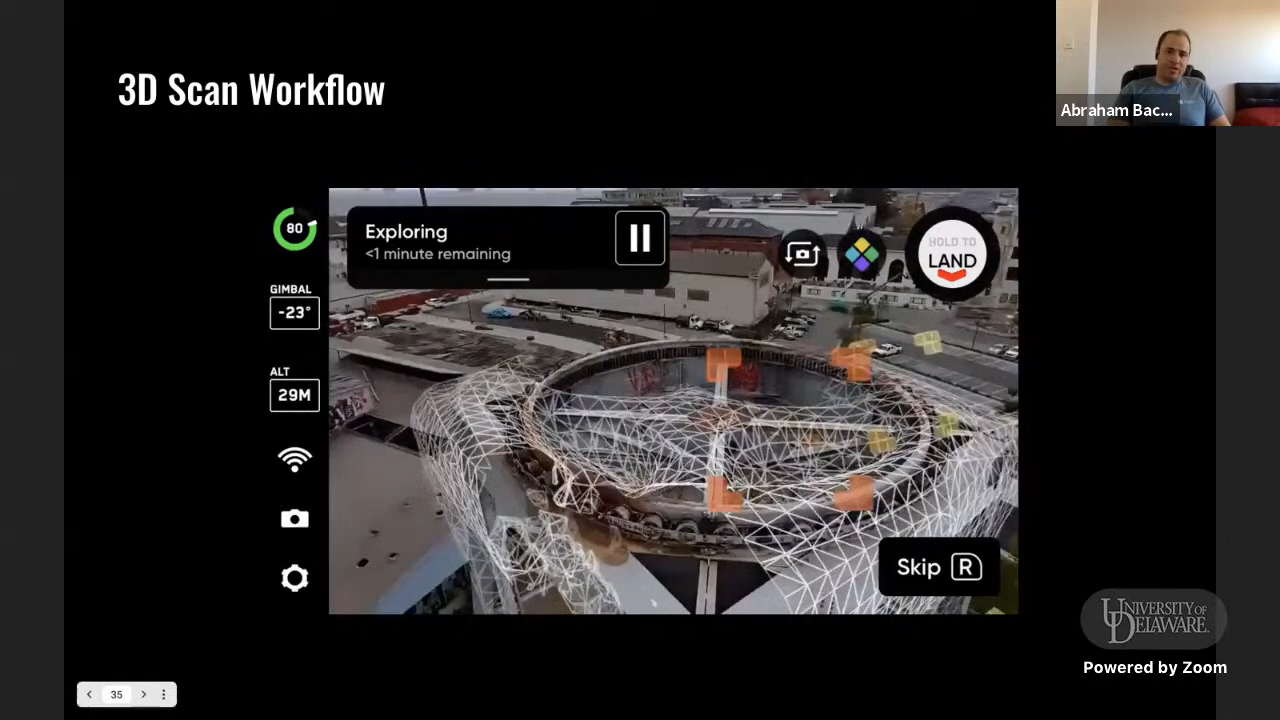 3D Scan Workflow
Abraham Bac...
80
Exploring
<1 minute remaining
HOLD TO
LAND
GIMBAL
-23°
ALT
29M
Skip R
UNIVERSITY OF
DELAWARE.
Powered by Zoom
35